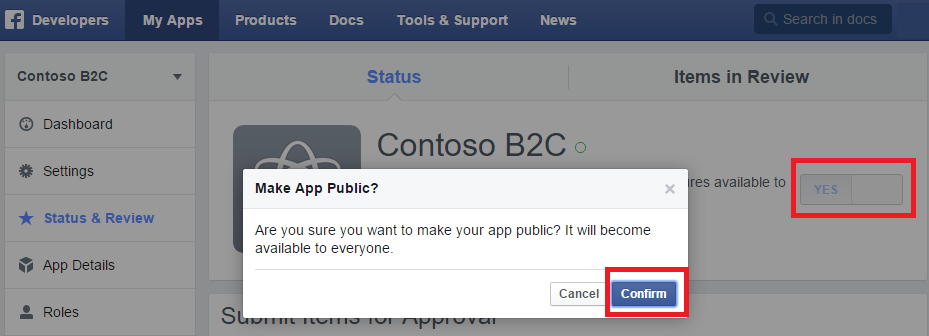 f Developers My Apps Products Docs Tools & Support News Search in docs
Contoso B2C
Status Items in Review
Dashboard
Settings
Status & Review
App Details
Roles
Contoso B2C
ures available to YES
Make App Public? ×
Are you sure you want to make your app public? It will become
available to everyone.
Cancel Confirm
Submit Items for Approval